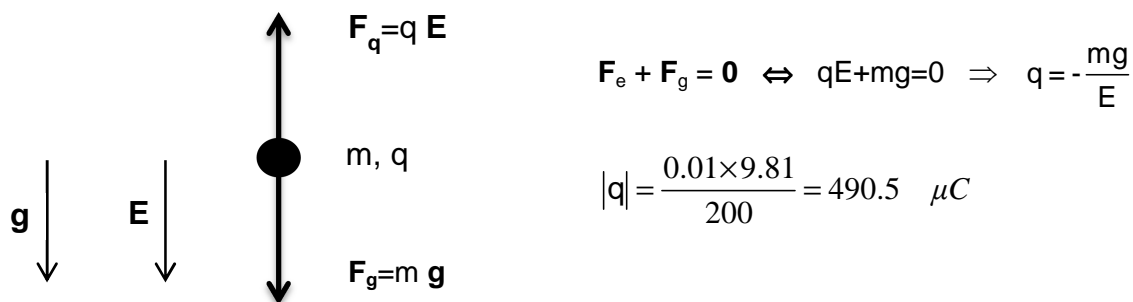 F_q=q E
F_e + F_g = 0 ⇔ qE+mg=0 ⇒ q = -mg/E
m, q
|q| = 0.01×9.81/200 = 490.5 μC
g
E
F_g=m g